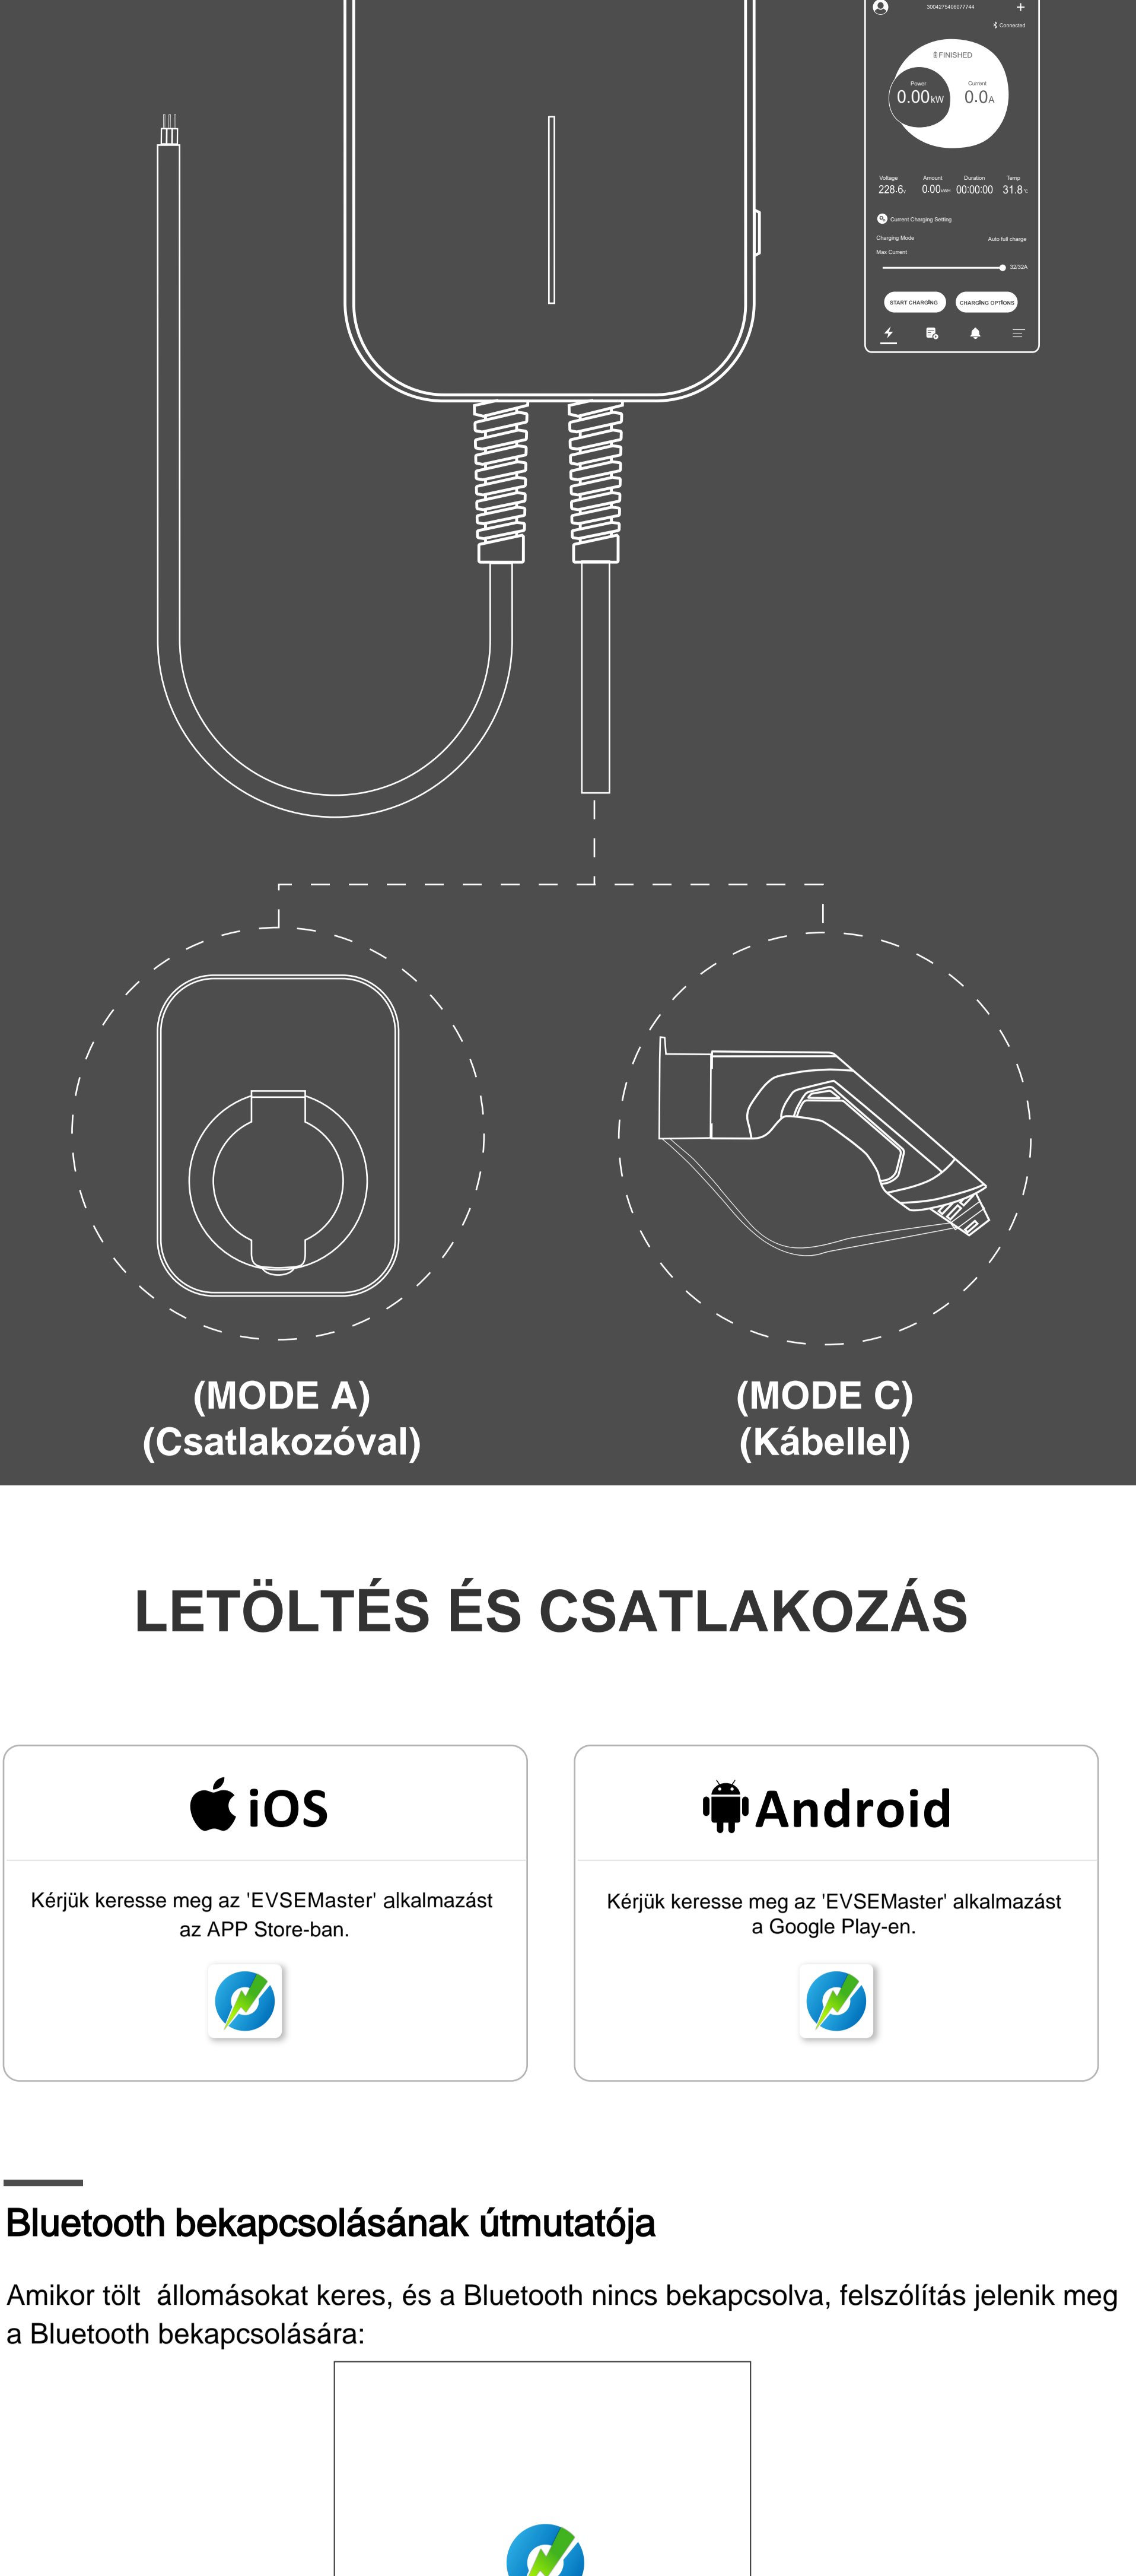 3004275406077744
Connected
FINISHED
Power
0.00kW
Current
0.0A
Voltage
Amount
Duration
Temp
228.6V
0.00kWH
00:00:00
31.8℃
Current Charging Setting
Charging Mode
Auto full charge
Max Current
32/32A
START CHARGING
CHARGING OPTIONS
(MODE A)
(Csatlakozóval)
(MODE C)
(Kábellel)
LETÖLTÉS ÉS CSATLAKOZÁS
iOS
Kérjük keresse meg az 'EVSEMaster' alkalmazást
az APP Store-ban.
Android
Kérjük keresse meg az 'EVSEMaster' alkalmazást
a Google Play-en.
Bluetooth bekapcsolásának útmutatója
Amikor tölt  állomásokat keres, és a Bluetooth nincs bekapcsolva, felszólítás jelenik meg
a Bluetooth bekapcsolására: